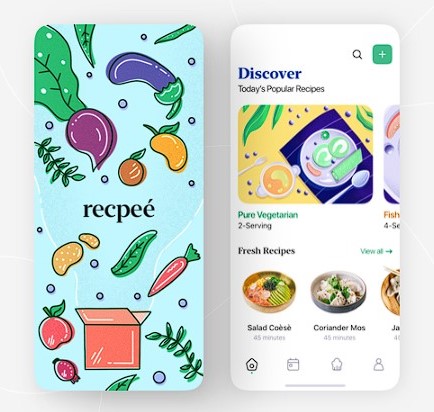 recpeé
Discover
Today's Popular Recipes
Pure Vegetarian
2-Serving
Fish
4-Se
Fresh Recipes
View all →
Salad Coèsè
45 minutes
Coriander Mos
45 minutes
Ja